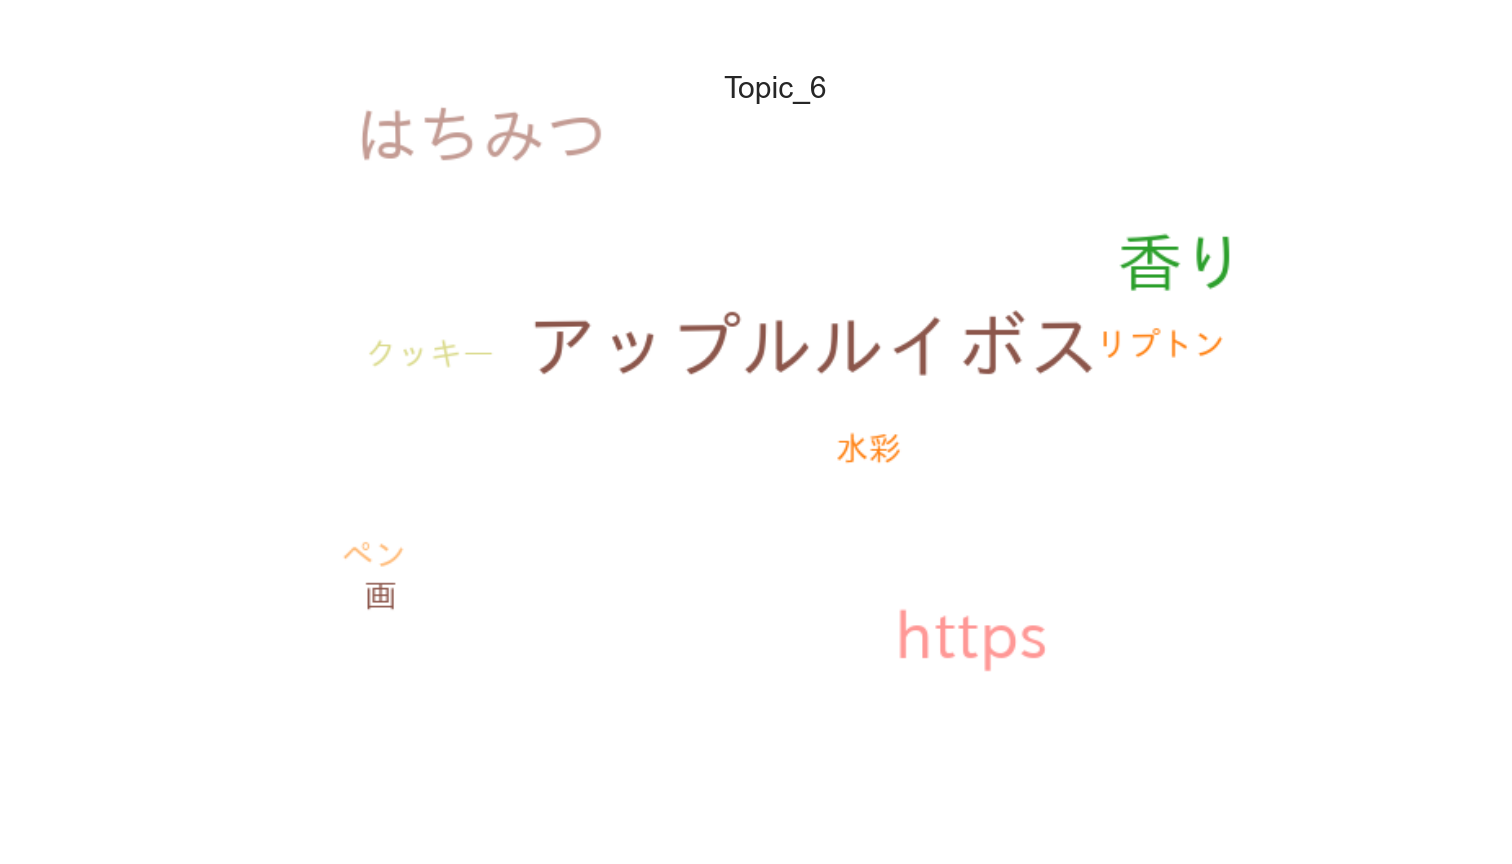 Topic_6
はちみつ
香り
クッキー アップルルイボス リプトン
水彩
ペン
画
https